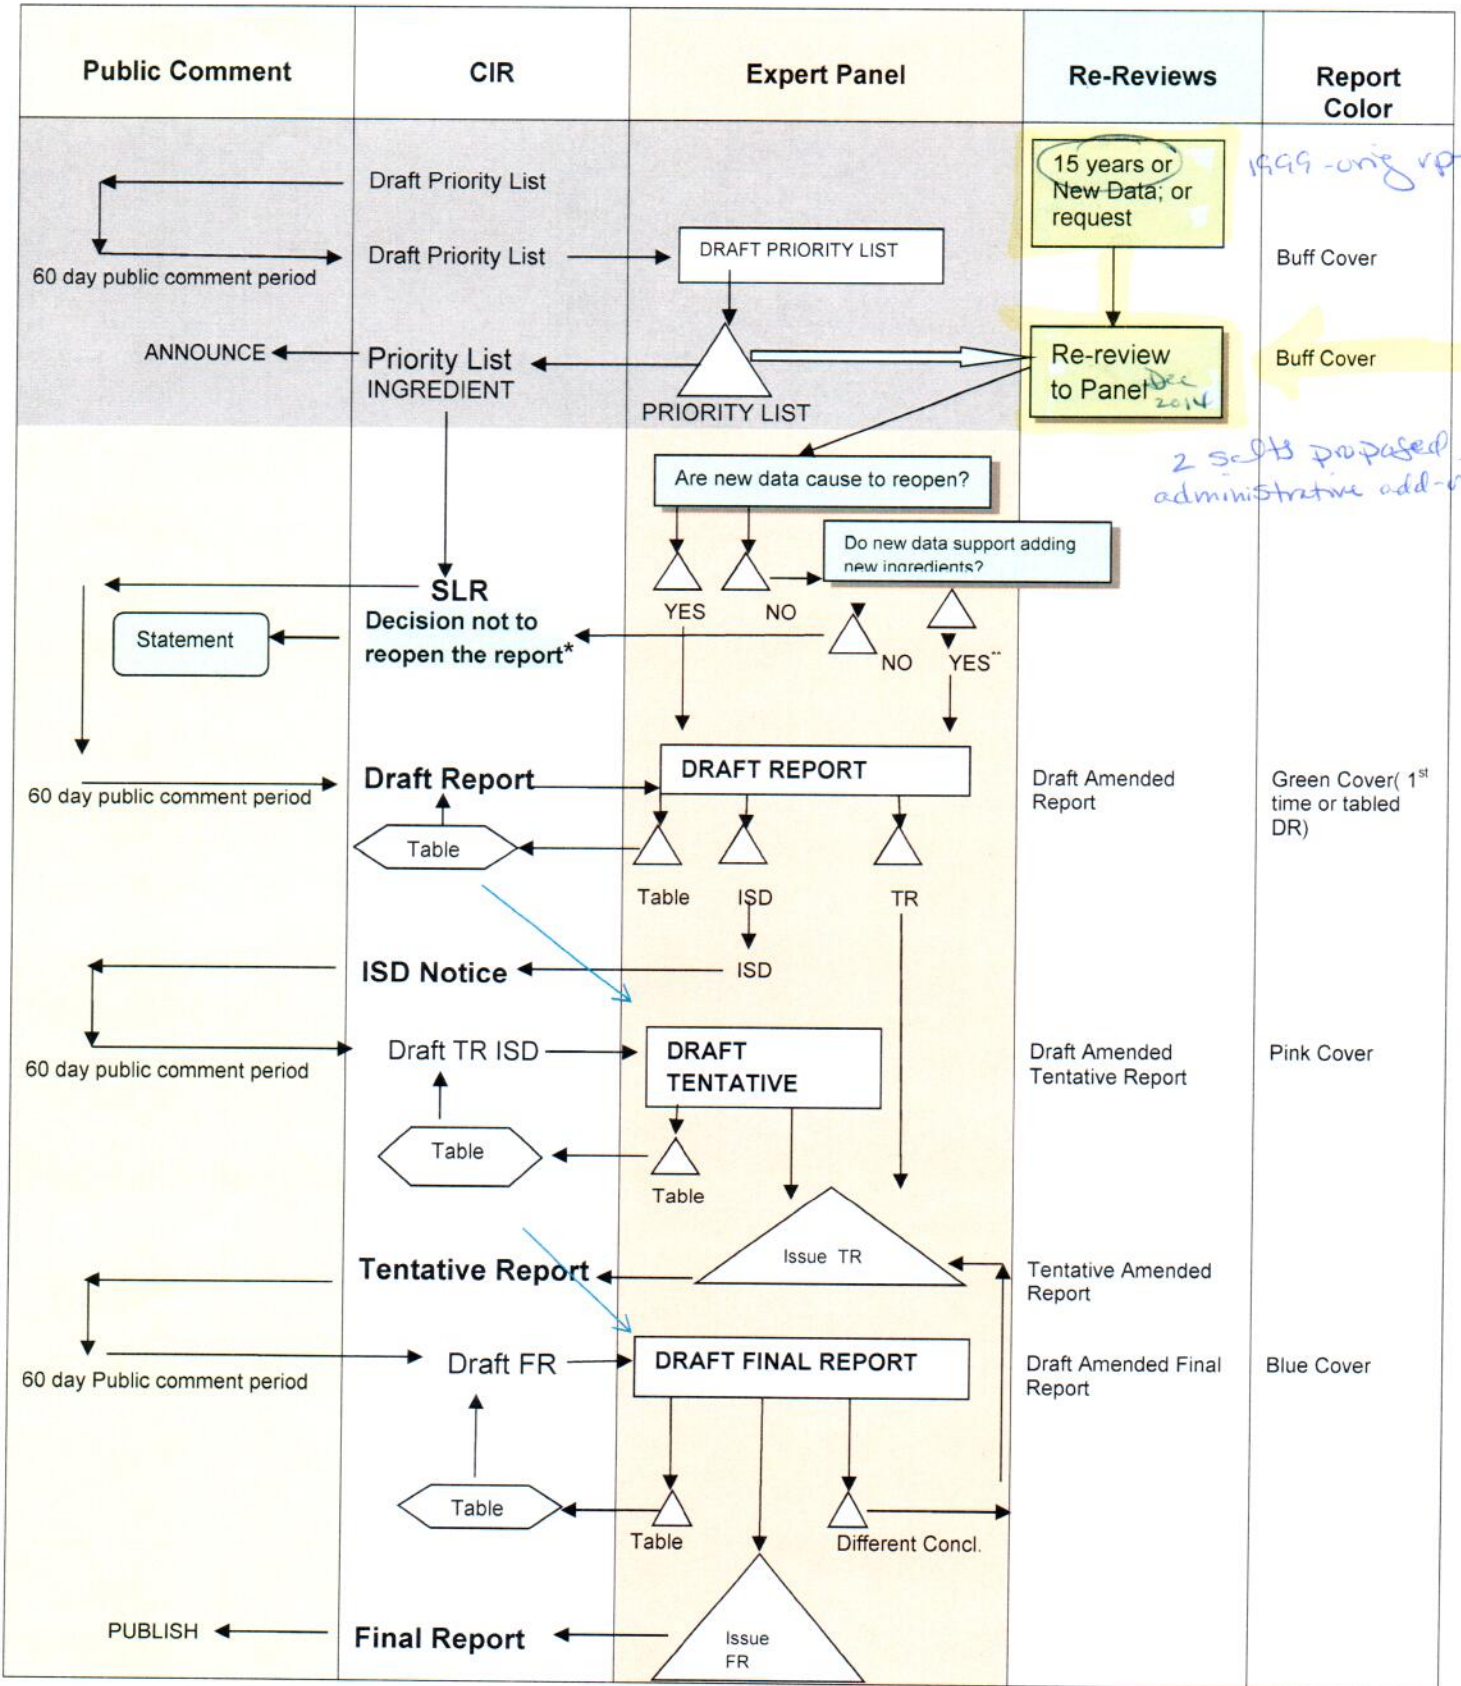 Public Comment
CIR
Expert Panel
Re-Reviews
Report
Color
Draft Priority List
15 years or
New Data; or
request
1999 - orig rpt
60 day public comment period
Draft Priority List
DRAFT PRIORITY LIST
Buff Cover
ANNOUNCE
Priority List
INGREDIENT
PRIORITY LIST
Re-review
to Panel
Dec
2014
Buff Cover
2 salts proposed
administrative add-
Are new data cause to reopen?
Do new data support adding
new ingredients?
SLR
YES
NO
Statement
Decision not to
reopen the report*
NO
YES**
60 day public comment period
Draft Report
DRAFT REPORT
Draft Amended
Report
Green Cover( 1st
time or tabled
DR)
Table
Table
ISD
TR
ISD Notice
ISD
60 day public comment period
Draft TR ISD
DRAFT
TENTATIVE
Draft Amended
Tentative Report
Pink Cover
Table
Table
Issue TR
Tentative Report
Tentative Amended
Report
60 day Public comment period
Draft FR
DRAFT FINAL REPORT
Draft Amended Final
Report
Blue Cover
Table
Table
Different Concl.
PUBLISH
Final Report
Issue
FR